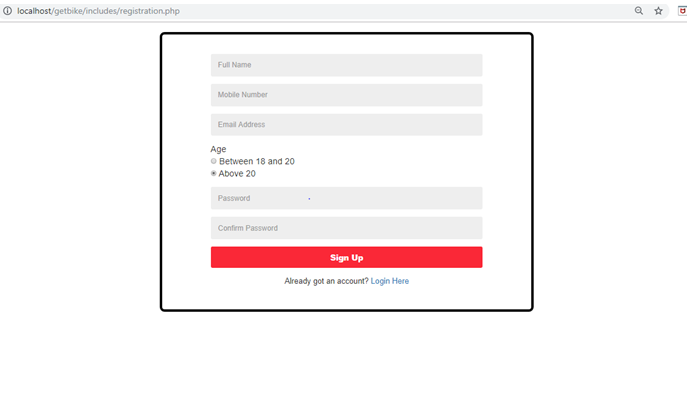 localhost/getbike/includes/registration.php
Full Name
Mobile Number
Email Address
Age
Between 18 and 20
Above 20
Password
Confirm Password
Sign Up
Already got an account? Login Here